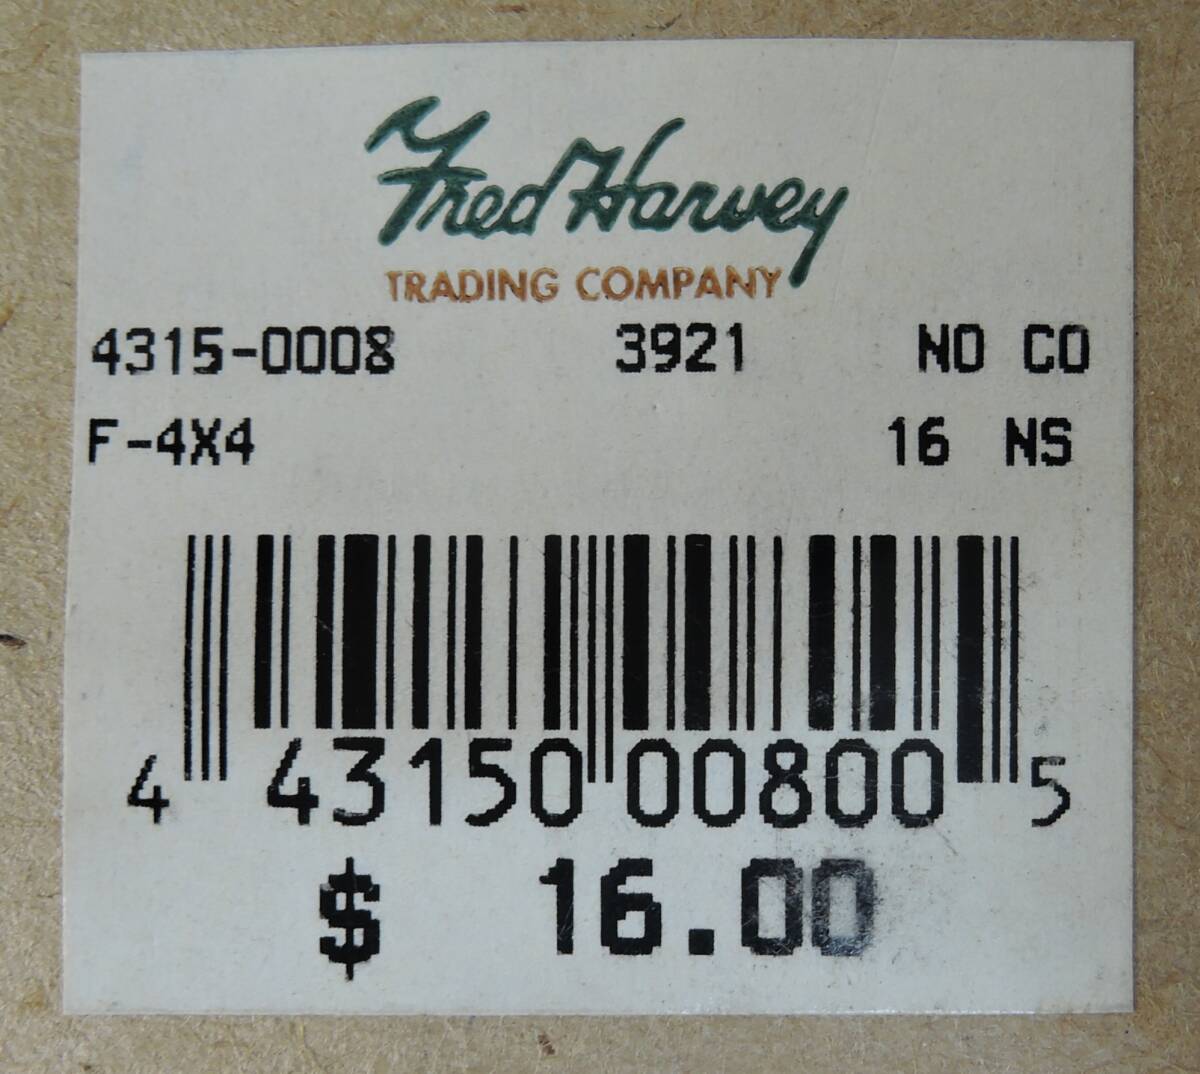 Fred Harvey
TRADING COMPANY
4315-0008 3921 NO CO
F-4X4 16 NS
4 43150 00800 5
$ 16.00